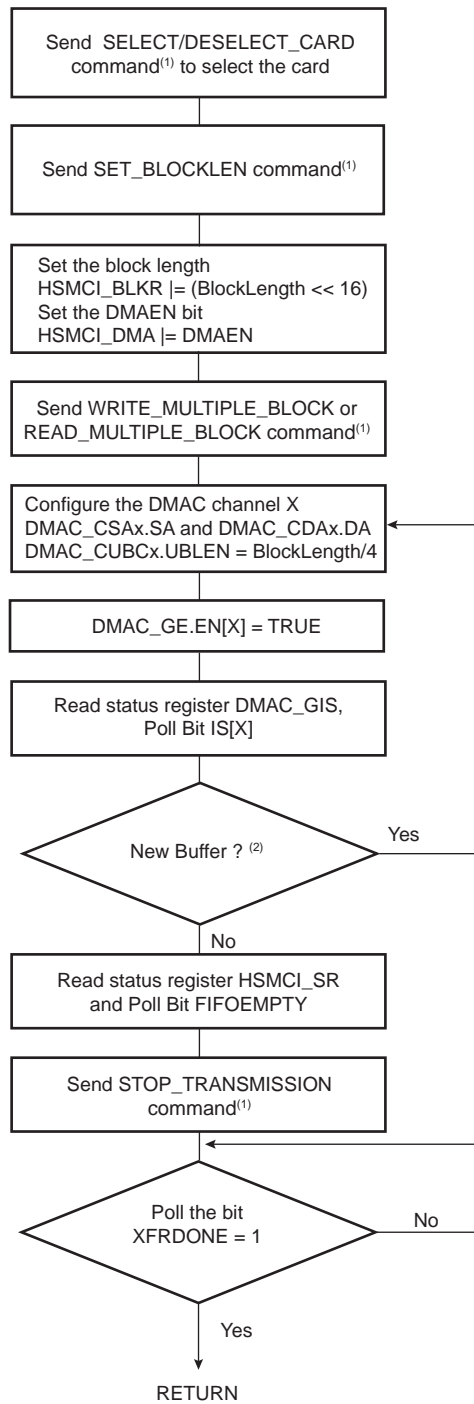 Send SELECT/DESELECT_CARD
command(1) to select the card
Send SET_BLOCKLEN command(1)
Set the block length
HSMCI_BLKR |= (BlockLength << 16)
Set the DMAEN bit
HSMCI_DMA |= DMAEN
Send WRITE_MULTIPLE_BLOCK or
READ_MULTIPLE_BLOCK command(1)
Configure the DMAC channel X
DMAC_CSAx.SA and DMAC_CDAx.DA
DMAC_CUBCx.UBLEN = BlockLength/4
DMAC_GE.EN[X] = TRUE
Read status register DMAC_GIS,
Poll Bit IS[X]
New Buffer ? (2)
Yes
No
Read status register HSMCI_SR
and Poll Bit FIFOEMPTY
Send STOP_TRANSMISSION
command(1)
Poll the bit
XFRDONE = 1
No
Yes
RETURN